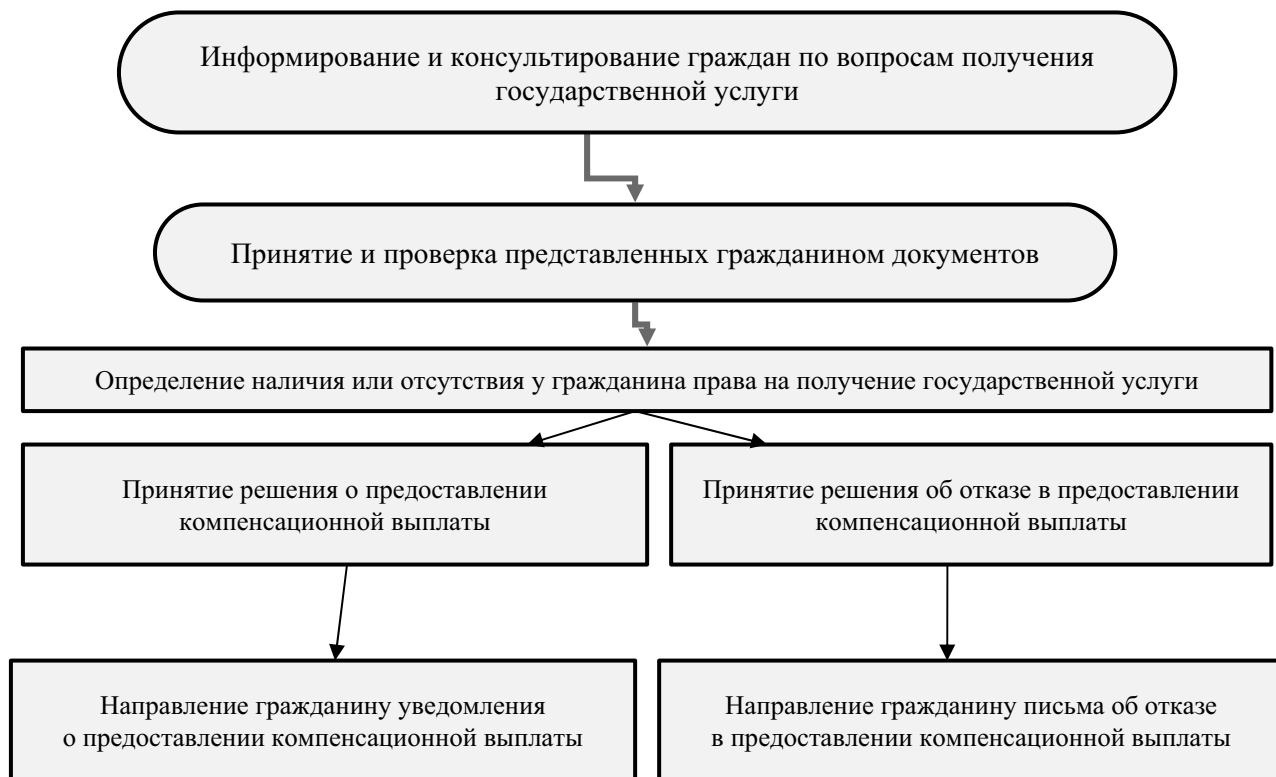 Информирование и консультирование граждан по вопросам получения
государственной услуги
Принятие и проверка представленных гражданином документов
Определение наличия или отсутствия у гражданина права на получение государственной услуги
Принятие решения о предоставлении
компенсационной выплаты
Принятие решения об отказе в предоставлении
компенсационной выплаты
Направление гражданину уведомления
о предоставлении компенсационной выплаты
Направление гражданину письма об отказе
в предоставлении компенсационной выплаты